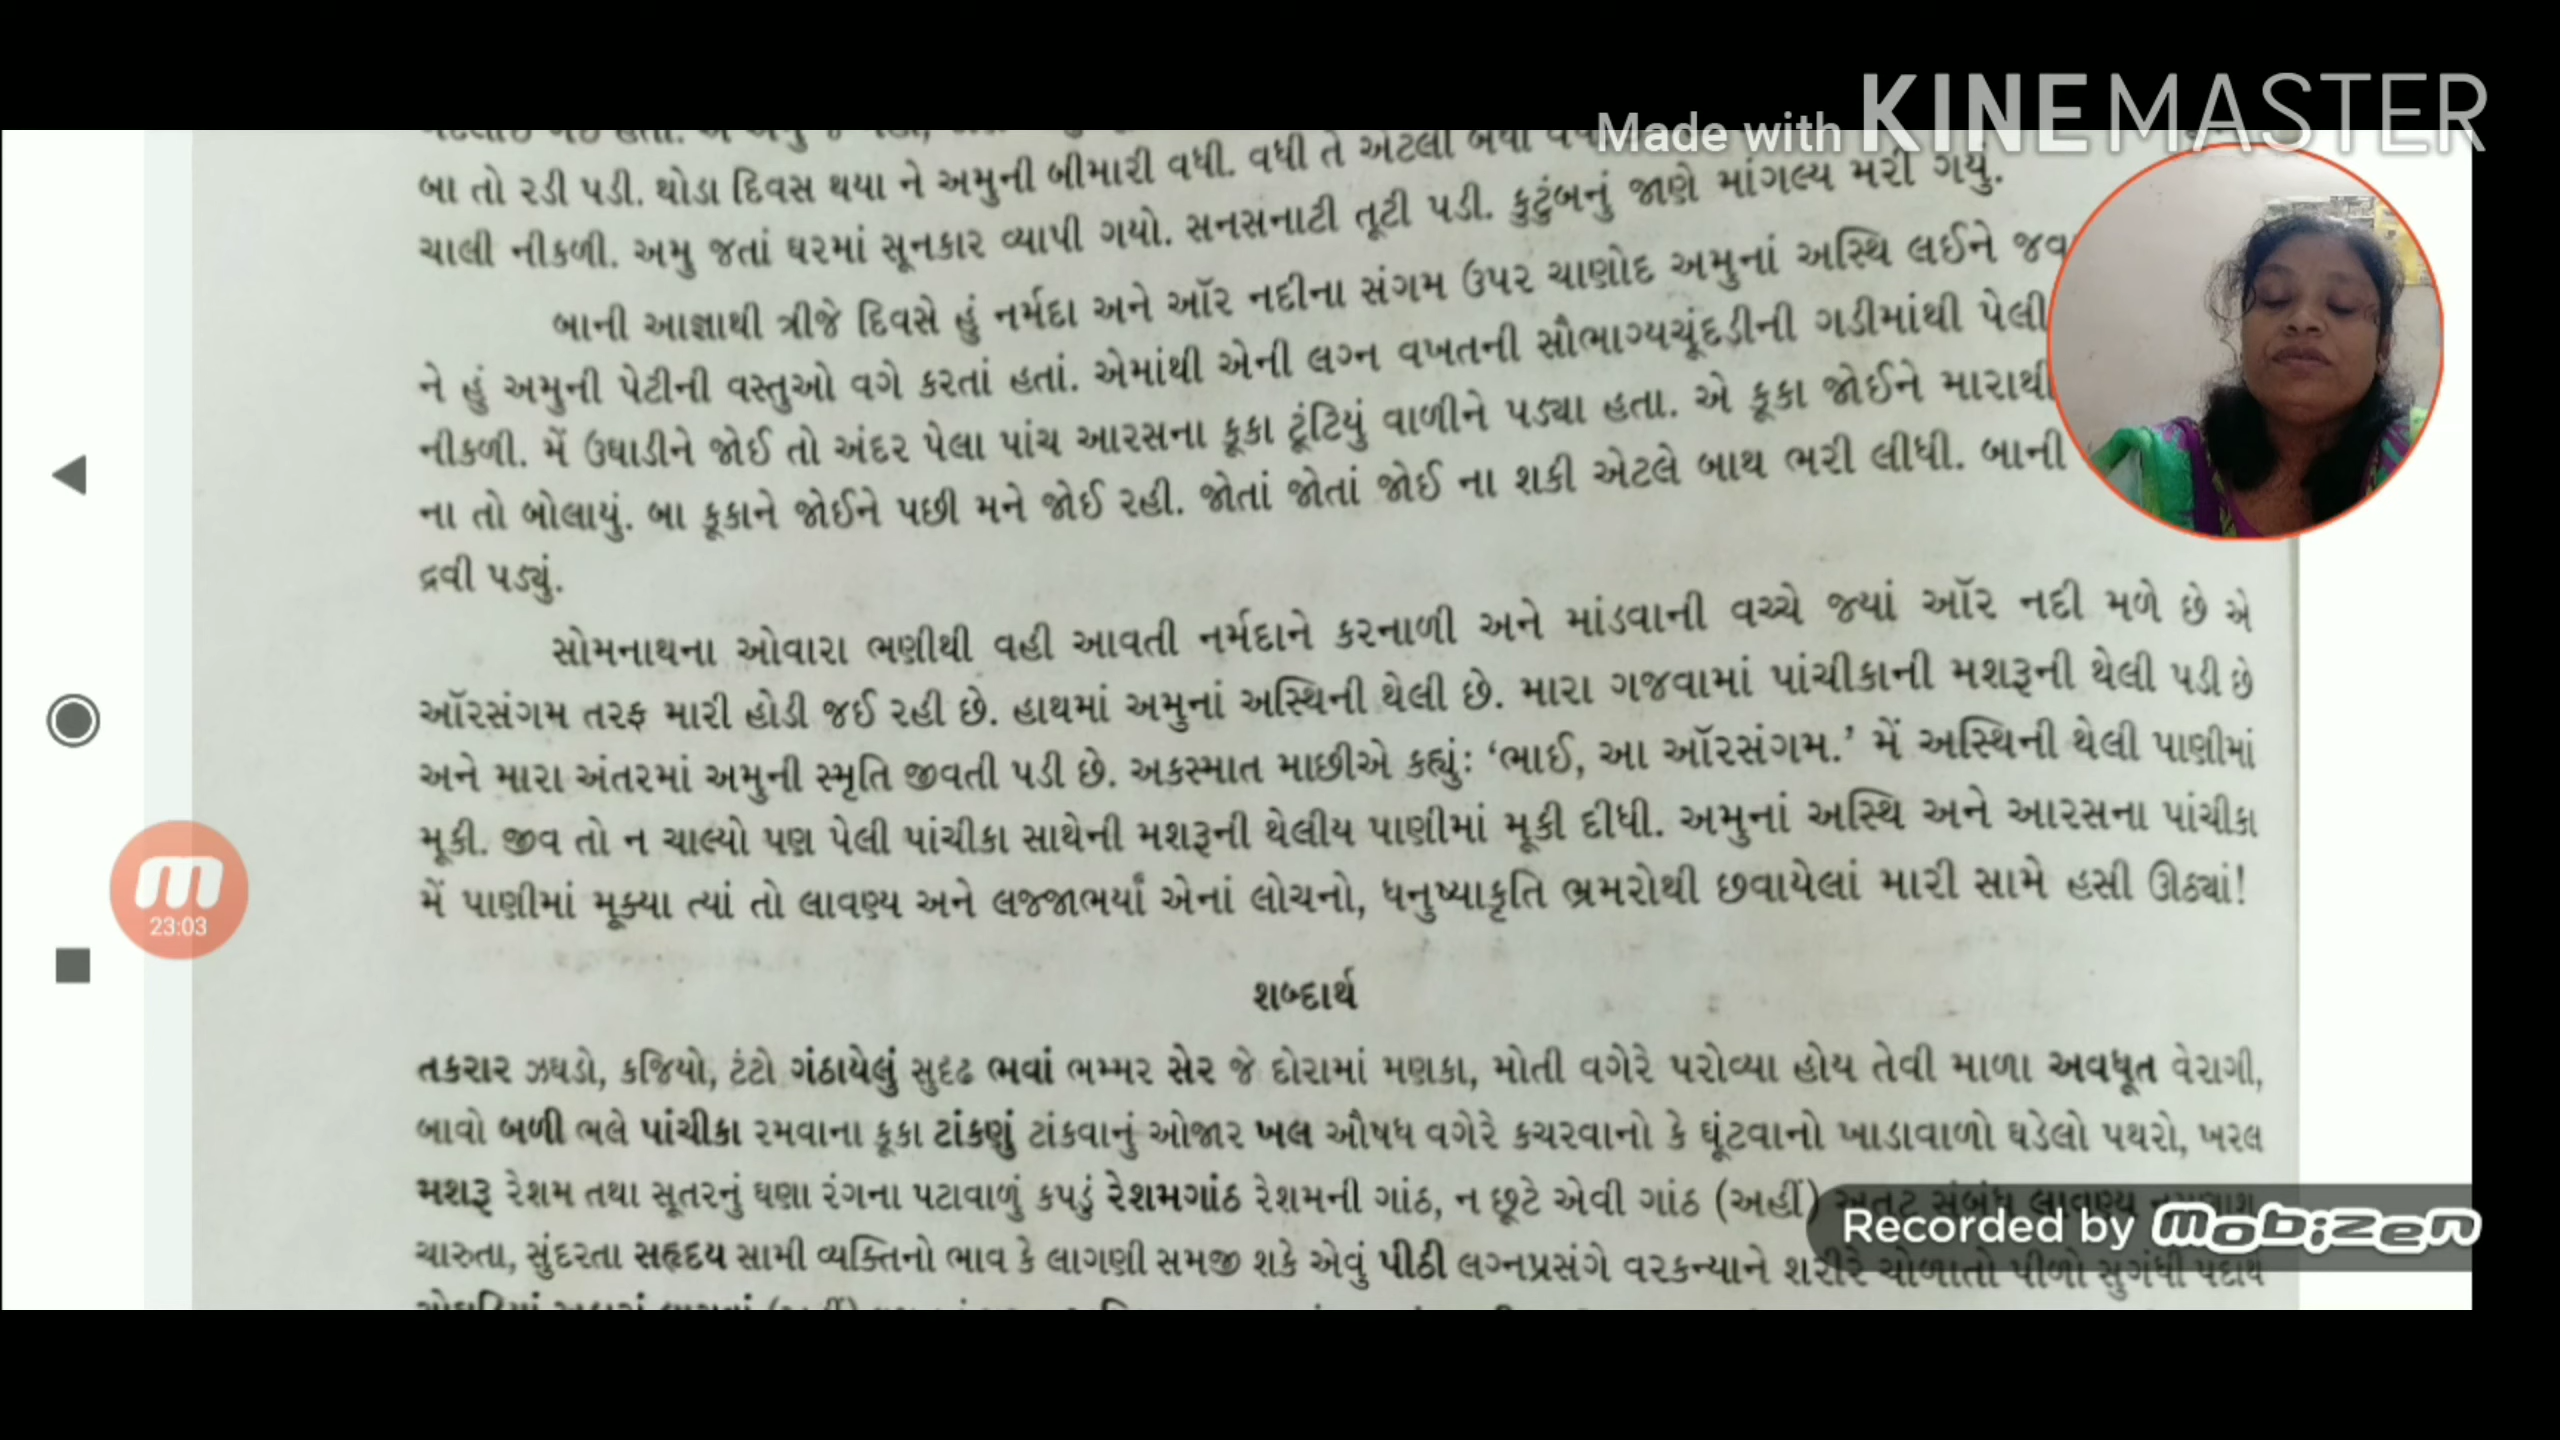 Made with KINEMASTER
બા તો રડી પડી. થોડા દિવસ થયા ને અમુની બીમારી વધી. વધી તે એટલી બધી
ચાલી નીકળી. અમુ જતાં ઘરમાં સૂનકાર વ્યાપી ગયો. સનસનાટી તૂટી પડી. કુટુંબનું જાણે માંગલ્ય મરી ગયું.
બાની આજ્ઞાથી ત્રીજે દિવસે હું નર્મદા અને ઑર નદીના સંગમ ઉપર ચાણોદ અમુનાં અસ્થિ લઈને
ને હું અમુની પેટીની વસ્તુઓ વગે કરતાં હતાં. એમાંથી એની લગ્ન વખતની સૌભાગ્યચૂંદડીની ગડીમાંથી પેલી
નીકળી. મેં ઉઘાડીને જોઈ તો અંદર પેલા પાંચ આરસના કૂકા ટૂંટિયું વાળીને પડ્યા હતા. એ કૂકા જોઈને મારાથી
ના તો બોલાયું. બા કૂકાને જોઈને પછી મને જોઈ રહી. જોતાં જોતાં જોઈ ના શકી એટલે બાથ ભરી લીધી. બાની
દ્રવી પડ્યું.
સોમનાથના ઓવારા ભણીથી વહી આવતી નર્મદાને કરનાળી અને માંડવાની વચ્ચે જ્યાં ઑર નદી મળે છે એ
ઑરસંગમ તરફ મારી હોડી જઈ રહી છે. હાથમાં અમુનાં અસ્થિની થેલી છે. મારા ગજવામાં પાંચીકાની મશરૂની થેલી પડી છે
અને મારા અંતરમાં અમુની સ્મૃતિ જીવતી પડી છે. અકસ્માત માછીએ કહ્યું: ‘ભાઈ, આ ઑરસંગમ.’ મેં અસ્થિની થેલી પાણીમાં
મૂકી. જીવ તો ન ચાલ્યો પણ પેલી પાંચીકા સાથેની મશરૂની થેલીય પાણીમાં મૂકી દીધી. અમુનાં અસ્થિ અને આરસના પાંચીકા
મેં પાણીમાં મૂક્યા ત્યાં તો લાવણ્ય અને લજ્જાભર્યાં એનાં લોચનો, ધનુષ્યાકૃતિ ભ્રમરોથી છવાયેલાં મારી સામે હસી ઊઠ્યાં!
23:03
શબ્દાર્થ
તકરાર ઝઘડો, કજિયો, ટંટો ગંઠાયેલું સુદૃઢ ભવાં ભમ્મર સેર જે દોરામાં મણકા, મોતી વગેરે પરોવ્યા હોય તેવી માળા અવધૂત વેરાગી,
બાવો બળી ભલે પાંચીકા રમવાના કૂકા ટાંકણું ટાંકવાનું ઓજાર ખલ ઔષધ વગેરે કચરવાનો કે ઘૂંટવાનો ખાડાવાળો ઘડેલો પથરો, ખરલ
મશરૂ રેશમ તથા સૂતરનું ઘણા રંગના પટાવાળું કપડું રેશમગાંઠ રેશમની ગાંઠ, ન છૂટે એવી ગાંઠ (અહીં) અતૂટ સંબંધ લાવણ્ય
ચારુતા, સુંદરતા સહૃદય સામી વ્યક્તિનો ભાવ કે લાગણી સમજી શકે એવું પીઠી લગ્નપ્રસંગે વરકન્યાને શરીરે ચોળાતો પીળો સુગંધી પદાર્થ
Recorded by mobizen